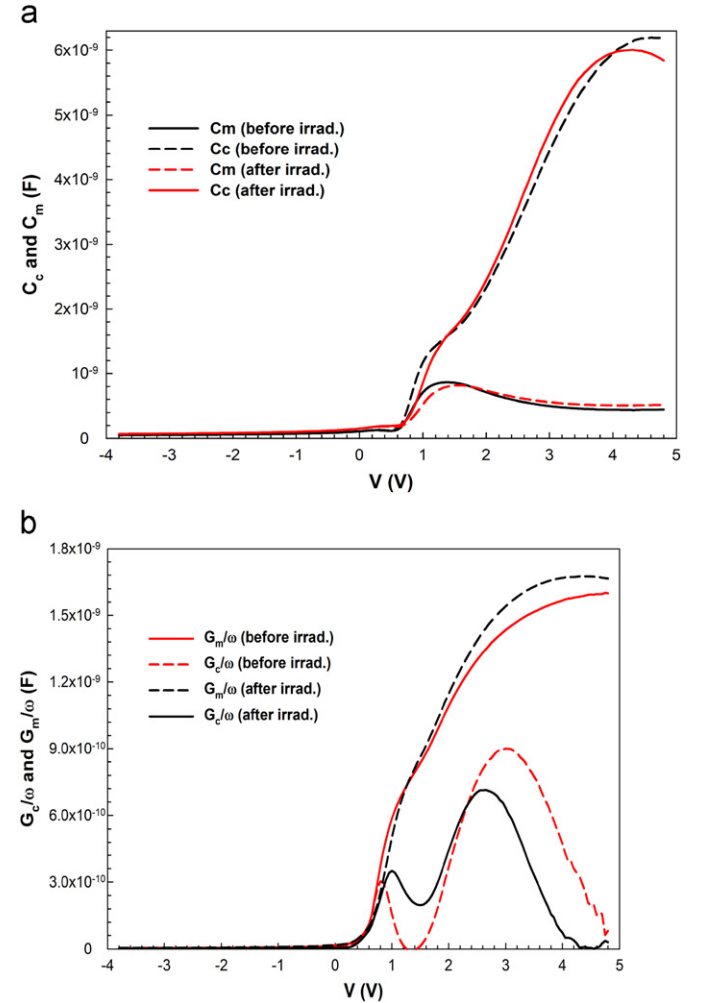 a
6x10⁻⁹
5x10⁻⁹
4x10⁻⁹
3x10⁻⁹
2x10⁻⁹
10⁻⁹
0
Cc and Cm (F)
Cm (before irrad.)
Cc (before irrad.)
Cm (after irrad.)
Cc (after irrad.)
-4 -3 -2 -1 0 1 2 3 4 5
V (V)
b
1.8x10⁻⁹
1.5x10⁻⁹
1.2x10⁻⁹
9.0x10⁻¹⁰
6.0x10⁻¹⁰
3.0x10⁻¹⁰
0
Gc/ω and Gm/ω (F)
Gm/ω (before irrad.)
Gc/ω (before irrad.)
Gm/ω (after irrad.)
Gc/ω (after irrad.)
-4 -3 -2 -1 0 1 2 3 4 5
V (V)